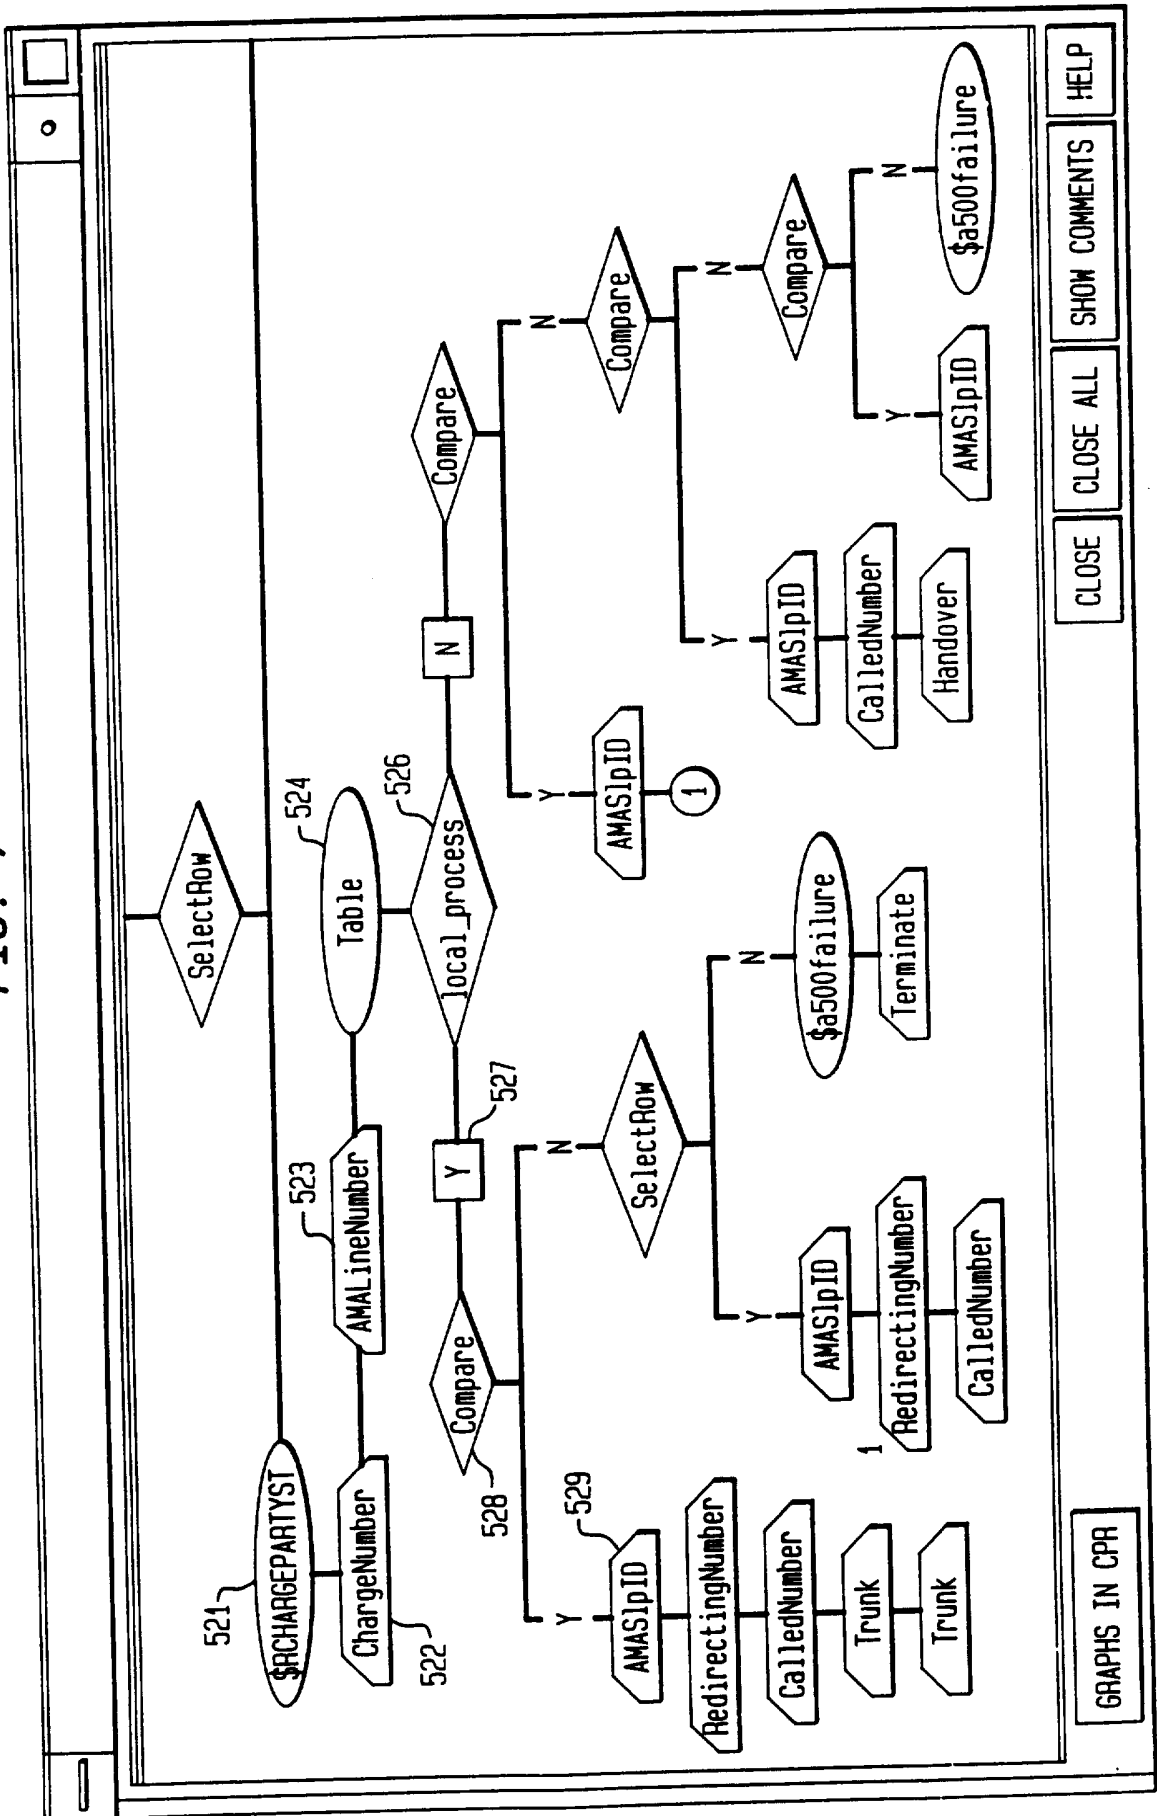 SelectRow
521
$RCHARGEPARTYST
ChargeNumber
522
523
AMALineNumber
524
Table
526
local_process
Y
527
N
Compare
528
Compare
Y
N
Y
N
529
AMASlpID
RedirectingNumber
CalledNumber
Trunk
Trunk
SelectRow
Y
N
AMASlpID
1
RedirectingNumber
CalledNumber
$a500failure
Terminate
AMASlpID
1
Compare
Y
N
AMASlpID
CalledNumber
Handover
Compare
Y
N
AMASlpID
$a500failure
GRAPHS IN CPR
CLOSE
CLOSE ALL
SHOW COMMENTS
HELP